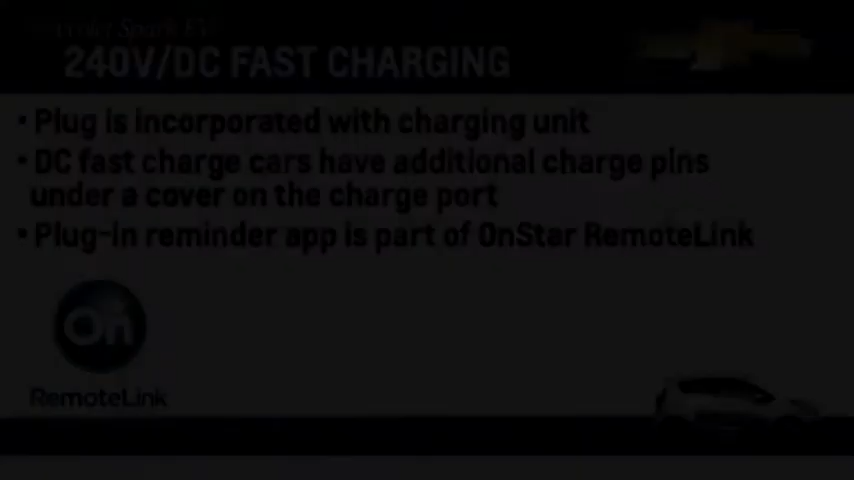 240V/DC FAST CHARGING
• Plug is incorporated with charging unit
• DC fast charge cars have additional charge pins
under a cover on the charge port
• Plug-in reminder app is part of OnStar RemoteLink
On
RemoteLink